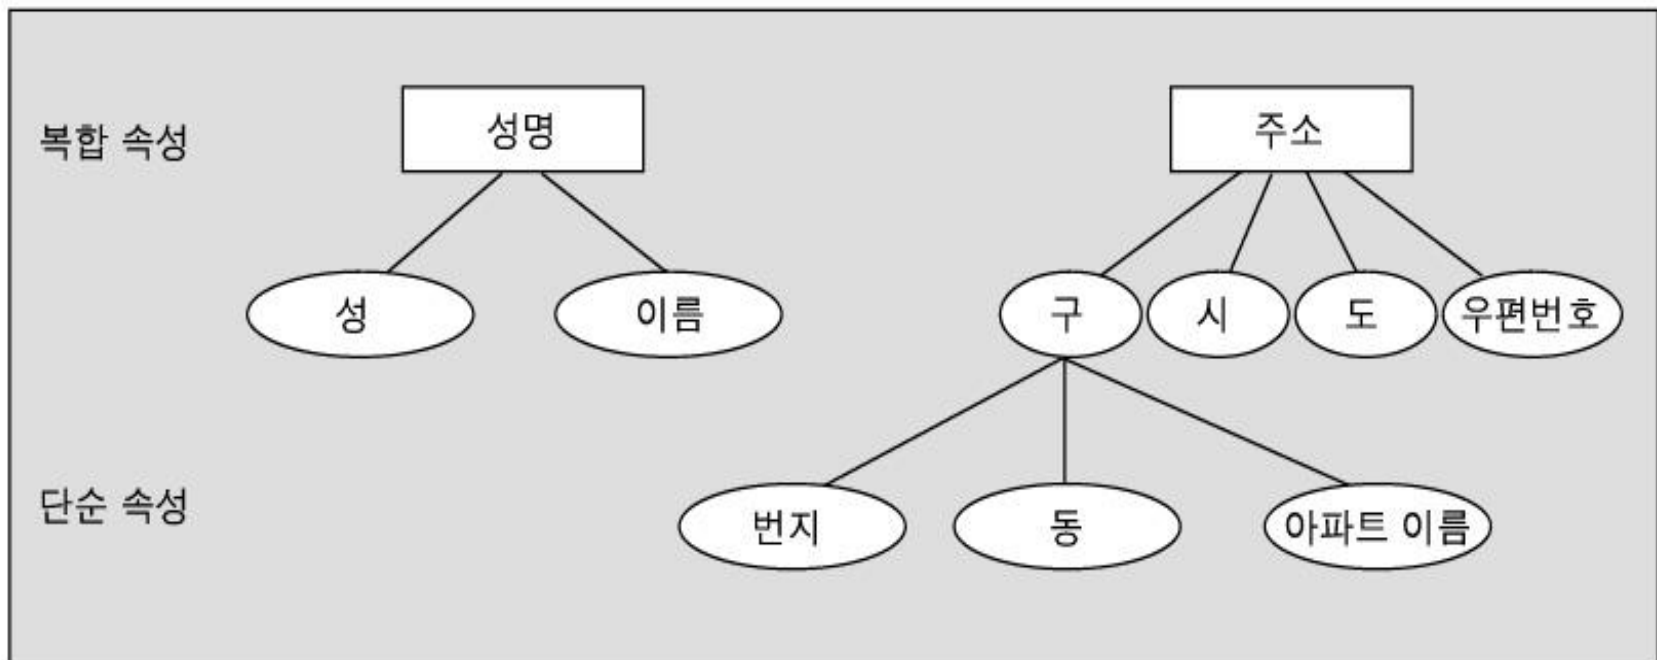 복합 속성
성명
주소
성
이름
구
시
도
우편번호
단순 속성
번지
동
아파트 이름